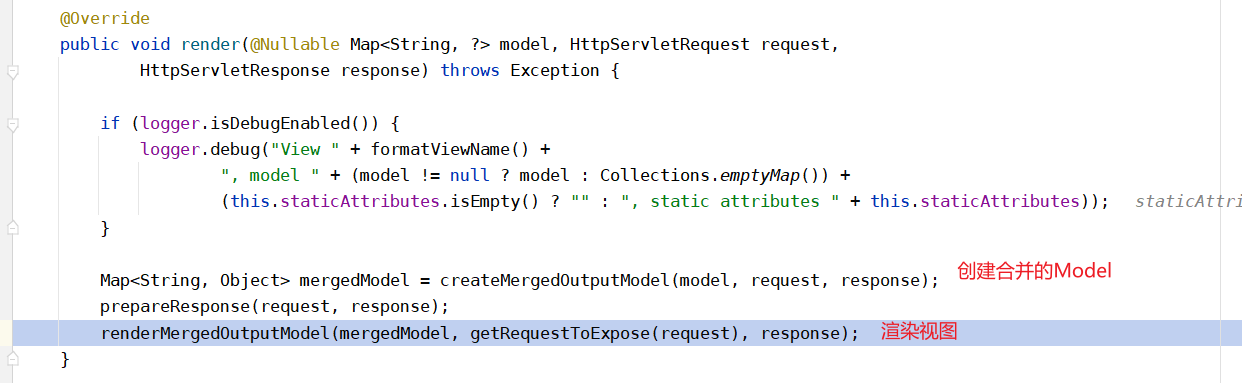 @Override
public void render(@Nullable Map<String, ?> model, HttpServletRequest request,
HttpServletResponse response) throws Exception {
if (logger.isDebugEnabled()) {
logger.debug("View " + formatViewName() +
", model " + (model != null ? model : Collections.emptyMap()) +
(this.staticAttributes.isEmpty() ? "" : ", static attributes " + this.staticAttributes)); staticAttri
}
Map<String, Object> mergedModel = createMergedOutputModel(model, request, response); 创建合并的Model
prepareResponse(request, response);
renderMergedOutputModel(mergedModel, getRequestToExpose(request), response); 渲染视图
}